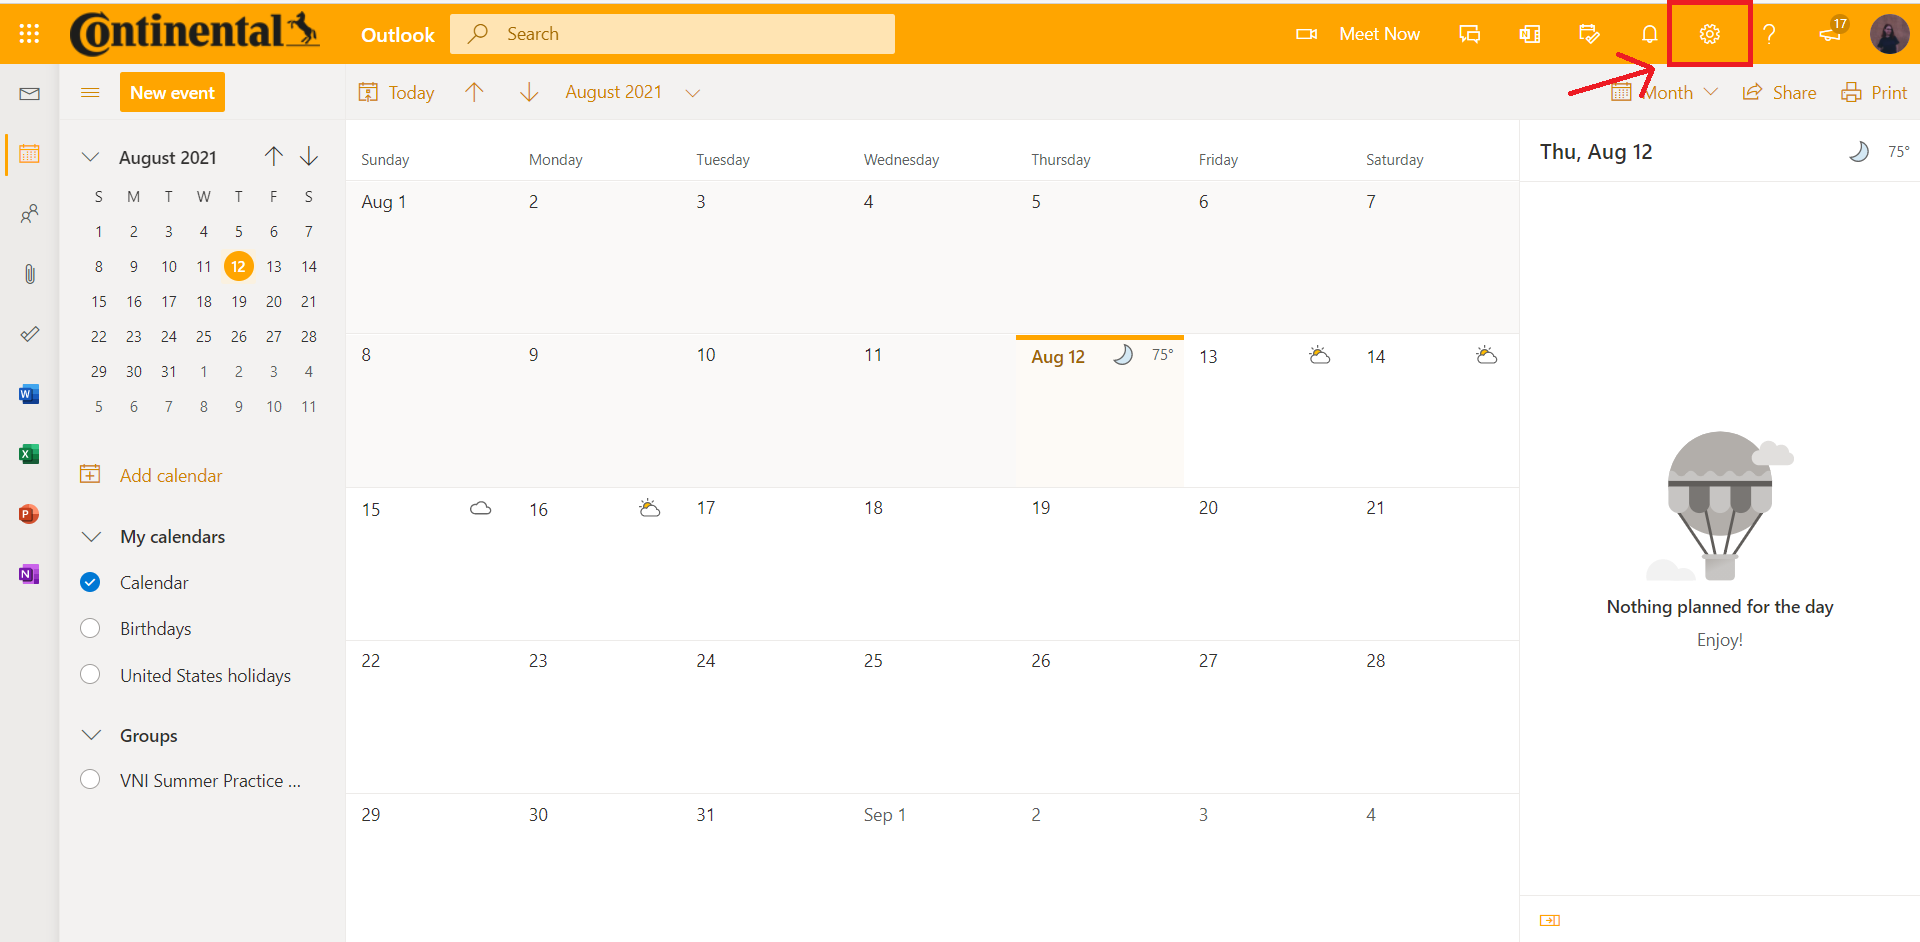 Continental
Outlook
Search
Meet Now
17
New event
Today
August 2021
Month
Share
Print
August 2021
S M T W T F S
1 2 3 4 5 6 7
8 9 10 11 12 13 14
15 16 17 18 19 20 21
22 23 24 25 26 27 28
29 30 31 1 2 3 4
5 6 7 8 9 10 11
Add calendar
My calendars
Calendar
Birthdays
United States holidays
Groups
VNI Summer Practice ...
Sunday Monday Tuesday Wednesday Thursday Friday Saturday
Aug 1 2 3 4 5 6 7
8 9 10 11 Aug 12 75° 13 14
15 16 17 18 19 20 21
22 23 24 25 26 27 28
29 30 31 Sep 1 2 3 4
Thu, Aug 12
75°
Nothing planned for the day
Enjoy!